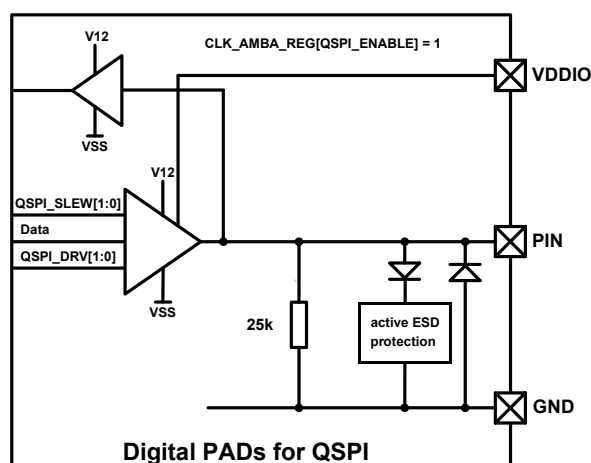 V12
CLK_AMBA_REG[QSPI_ENABLE] = 1
VDDIO
VSS
V12
QSPI_SLEW[1:0]
Data
QSPI_DRV[1:0]
PIN
VSS
25k
active ESD
protection
GND
Digital PADs for QSPI